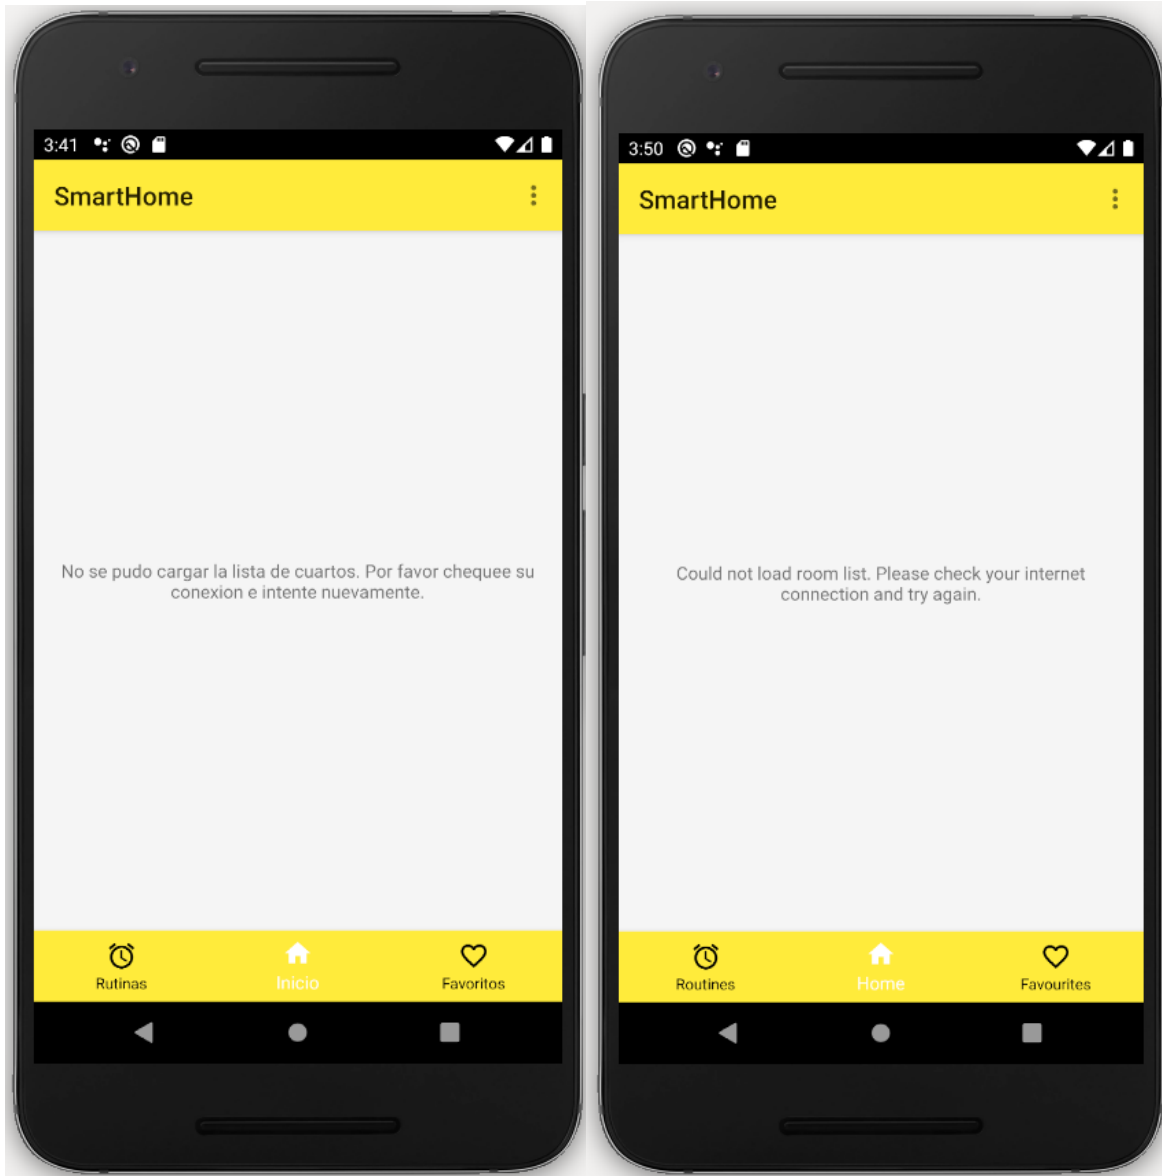 3:41
SmartHome
No se pudo cargar la lista de cuartos. Por favor chequee su
conexion e intente nuevamente.
Rutinas
Inicio
Favoritos
3:50
SmartHome
Could not load room list. Please check your internet
connection and try again.
Routines
Home
Favourites